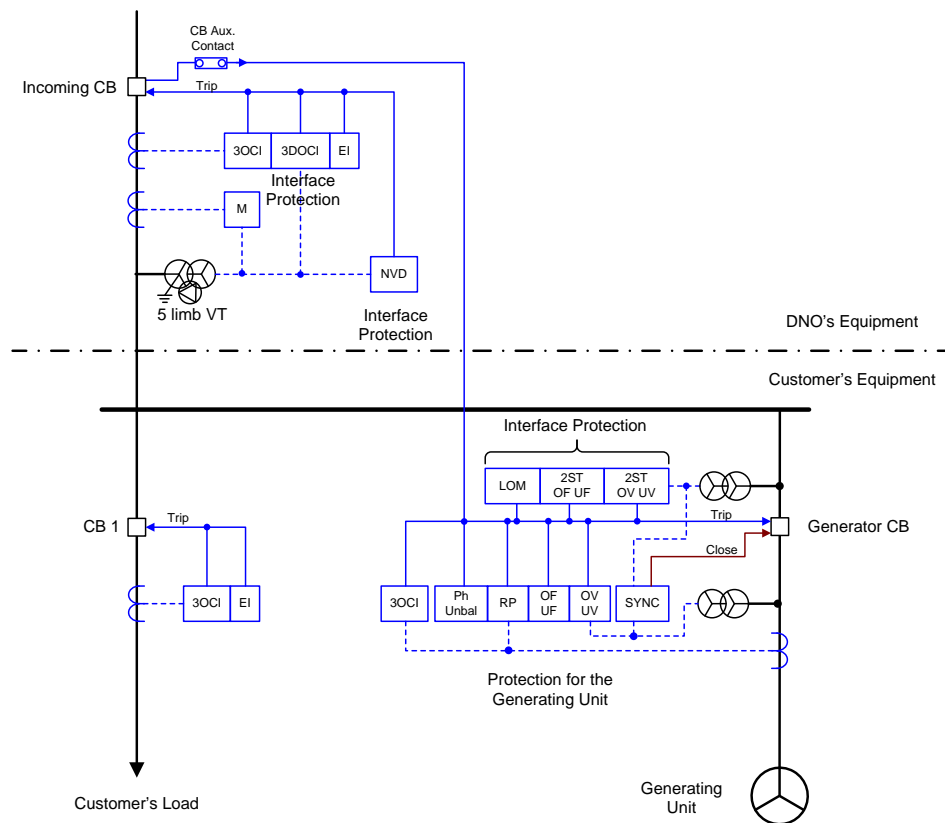 CB Aux.
Contact
Incoming CB
Trip
3OCI
3DOCI
EI
Interface
Protection
M
NVD
5 limb VT
Interface
Protection
DNO's Equipment
Customer's Equipment
Interface Protection
LOM
2ST
OF UF
2ST
OV UV
CB 1
Trip
Trip
Generator CB
Close
3OCI
EI
3OCI
Ph
Unbal
RP
OF
UF
OV
UV
SYNC
Protection for the
Generating Unit
Customer's Load
Generating
Unit